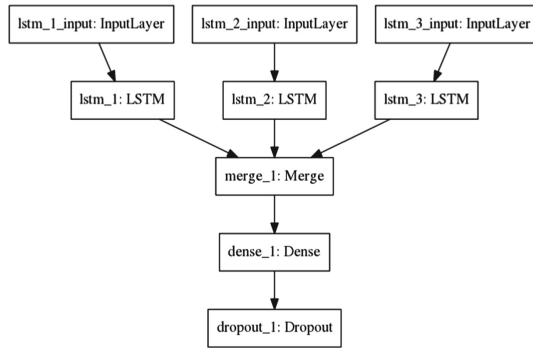 lstm_1_input: InputLayer
lstm_2_input: InputLayer
lstm_3_input: InputLayer
lstm_1: LSTM
lstm_2: LSTM
lstm_3: LSTM
merge_1: Merge
dense_1: Dense
dropout_1: Dropout